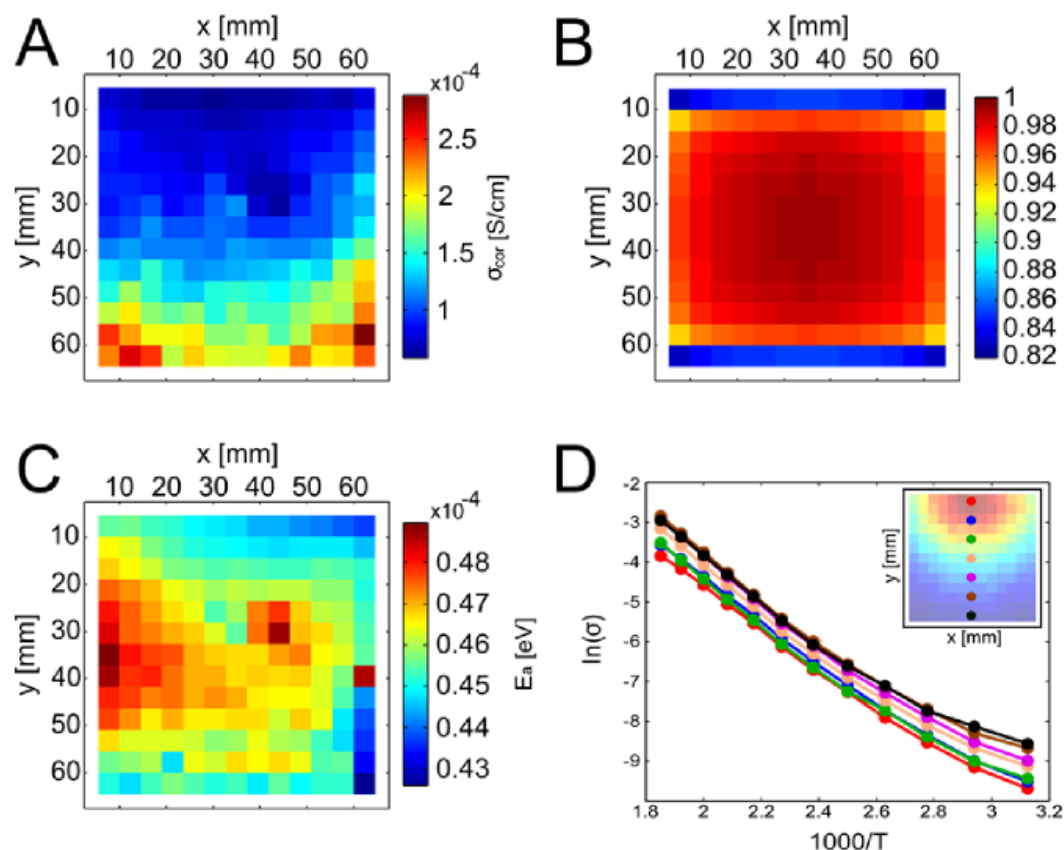 A
x [mm]
10 20 30 40 50 60
y [mm]
10
20
30
40
50
60
×10⁻⁴
2.5
2
1.5
1
σcor [S/cm]
B
x [mm]
10 20 30 40 50 60
y [mm]
10
20
30
40
50
60
1
0.98
0.96
0.94
0.92
0.9
0.88
0.86
0.84
0.82
C
x [mm]
10 20 30 40 50 60
y [mm]
10
20
30
40
50
60
×10⁻⁴
0.48
0.47
0.46
0.45
0.44
0.43
Ea [eV]
D
-2
-3
-4
-5
-6
-7
-8
-9
ln(σ)
1.8 2 2.2 2.4 2.6 2.8 3 3.2
1000/T
y [mm]
x [mm]